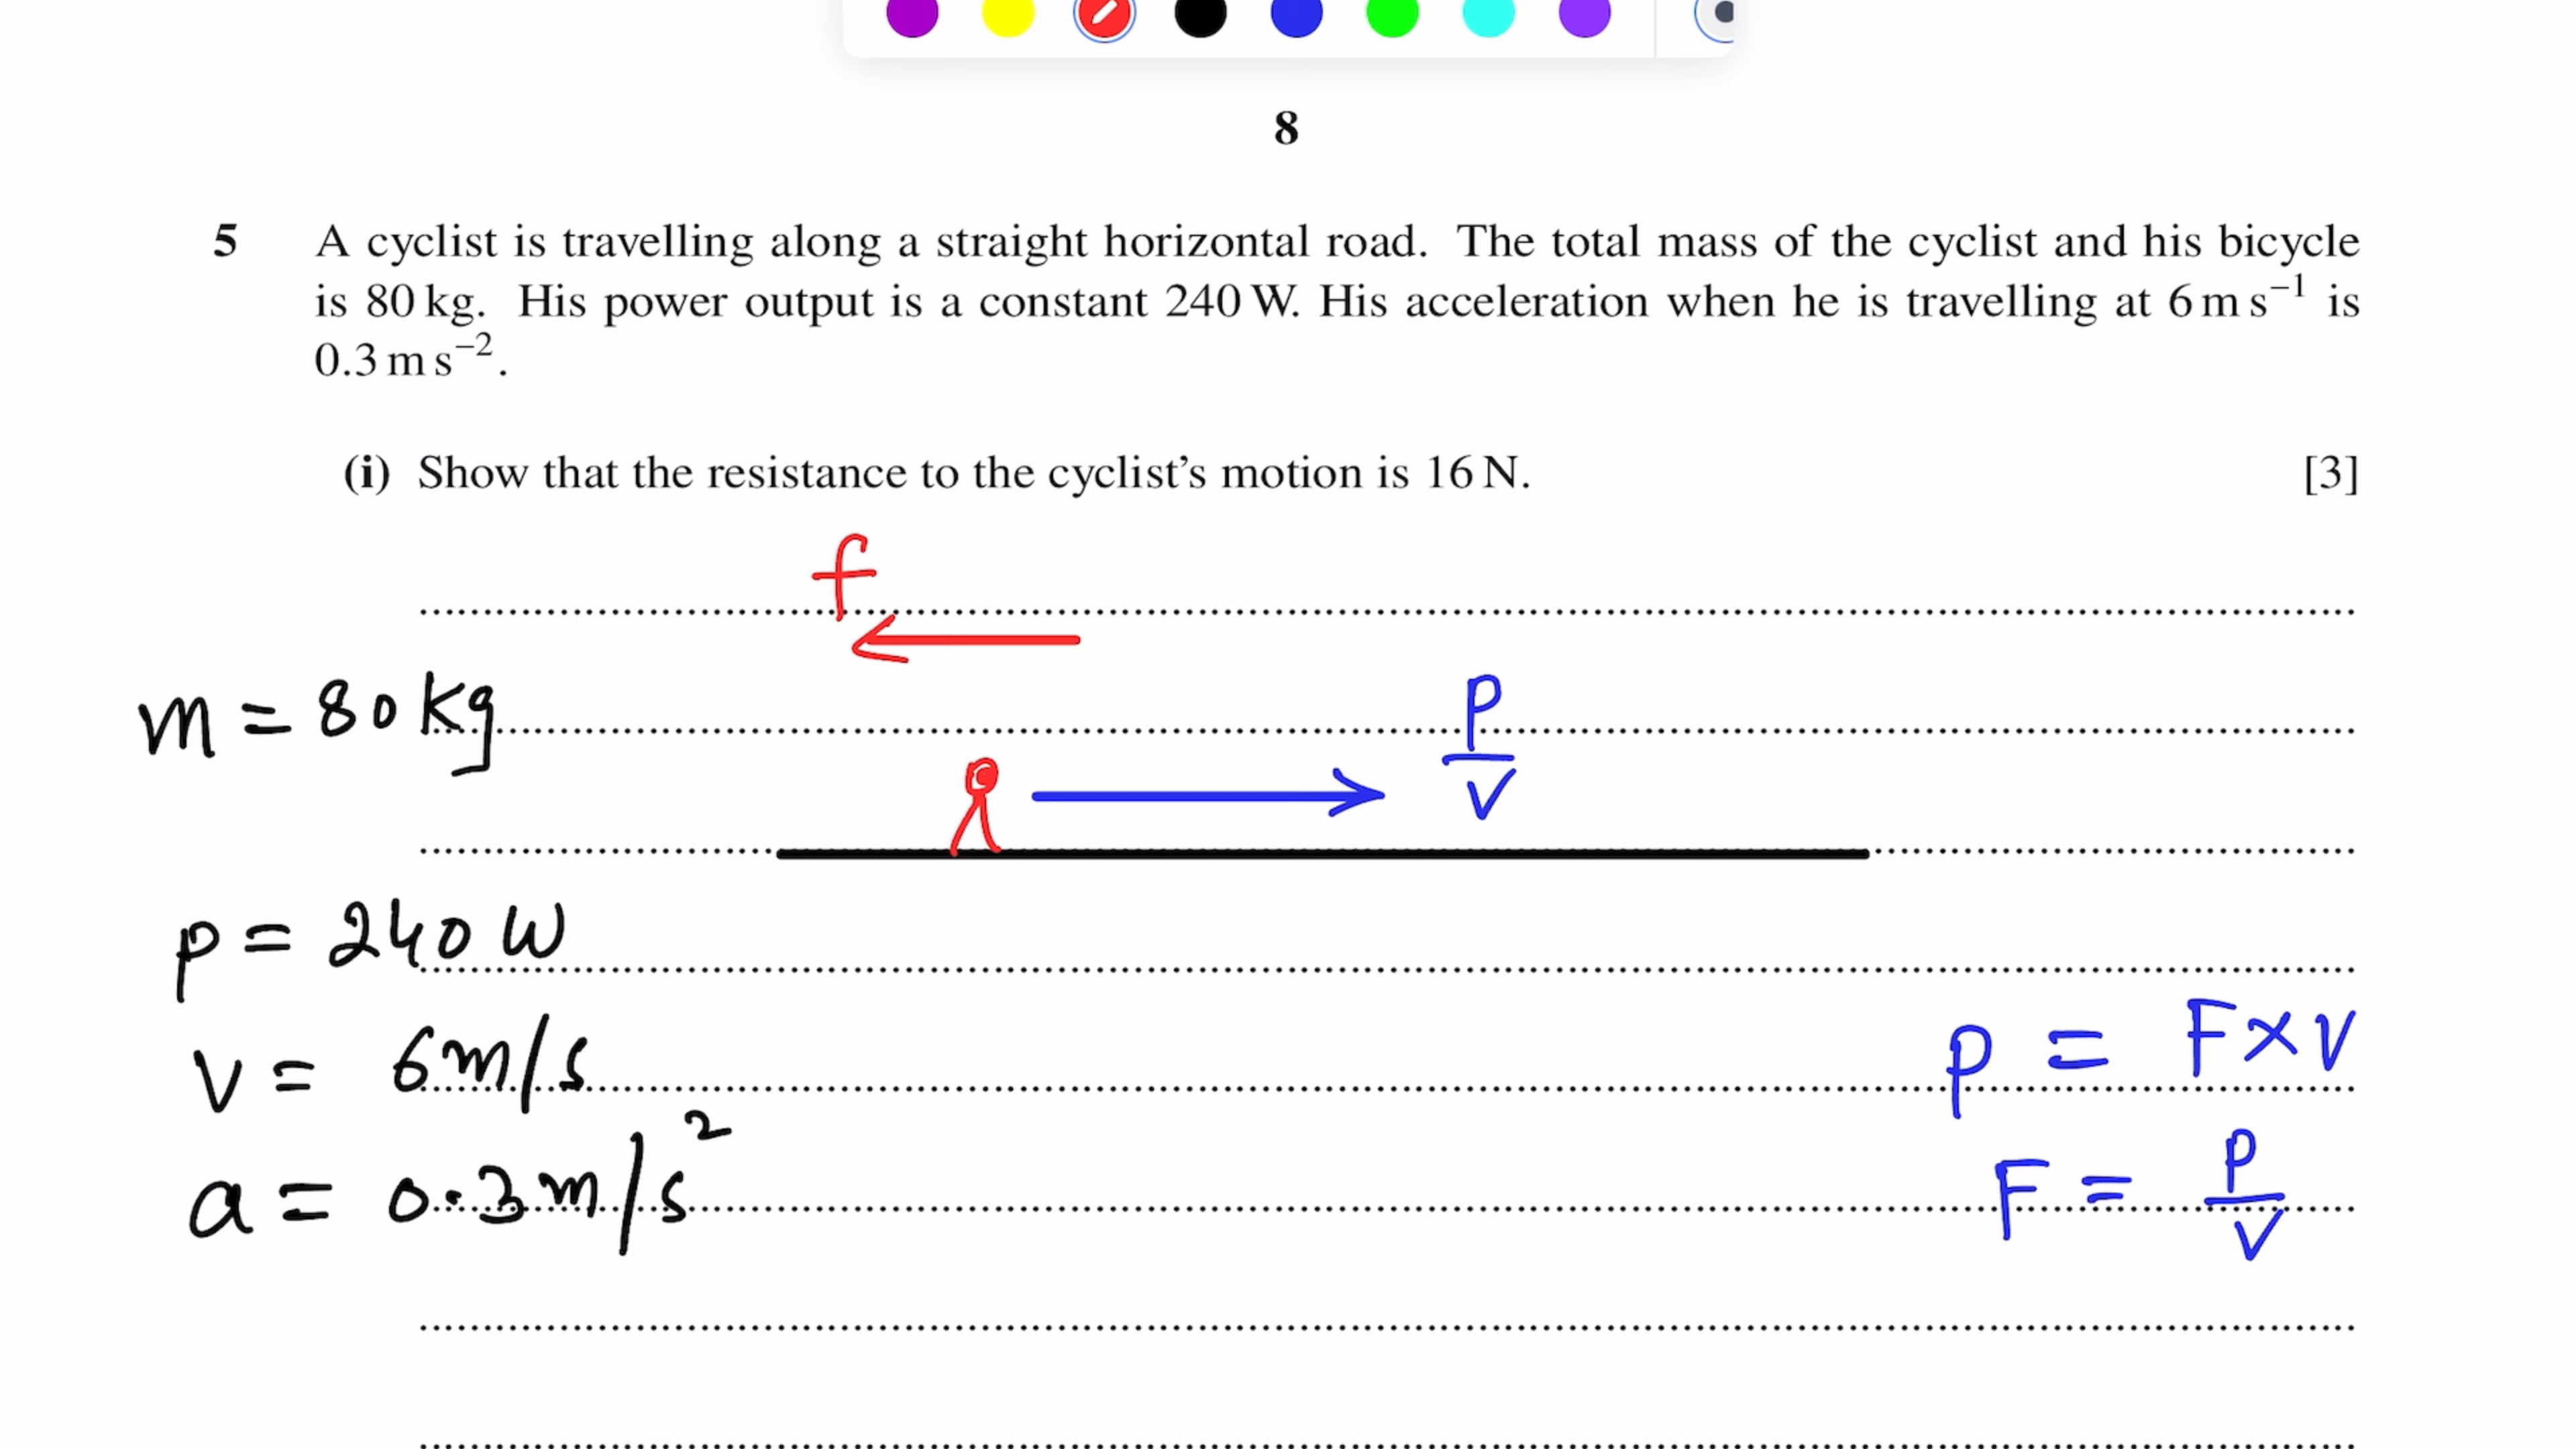 8
5 A cyclist is travelling along a straight horizontal road. The total mass of the cyclist and his bicycle
is 80 kg. His power output is a constant 240 W. His acceleration when he is travelling at 6 m s⁻¹ is
0.3 m s⁻².
(i) Show that the resistance to the cyclist’s motion is 16 N. [3]
f
m = 80 kg
P/V
P = 240 W
V = 6 m/s
P = F × V
a = 0.3 m/s²
F = P/V